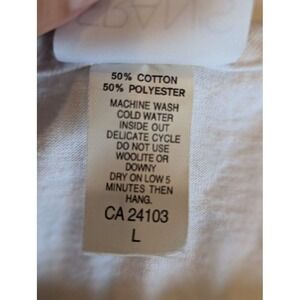 50% COTTON
50% POLYESTER
MACHINE WASH
COLD WATER
INSIDE OUT
DELICATE CYCLE
DO NOT USE
WOOLITE OR
DOWNY
DRY ON LOW 5
MINUTES THEN
HANG.
CA 24103
L